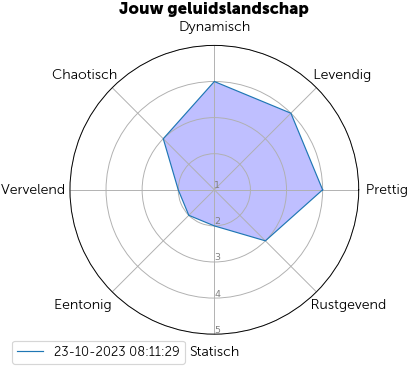 Jouw geluidslandschap
Dynamisch
Chaotisch
Levendig
Vervelend
Prettig
Eentonig
Rustgevend
Statisch
1
2
3
4
5
23-10-2023 08:11:29